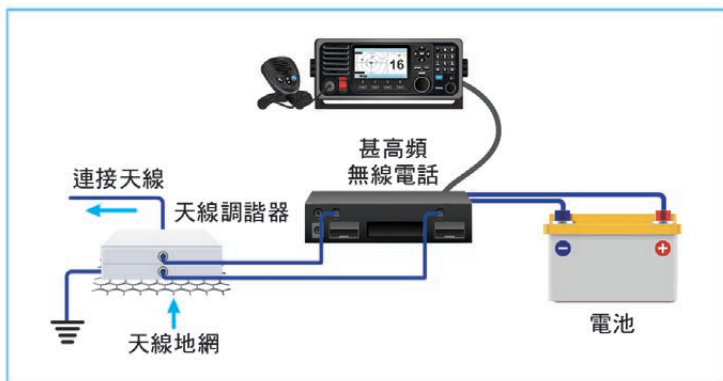 16
甚高頻
無線電話
連接天線
天線調諧器
天線地網
電池